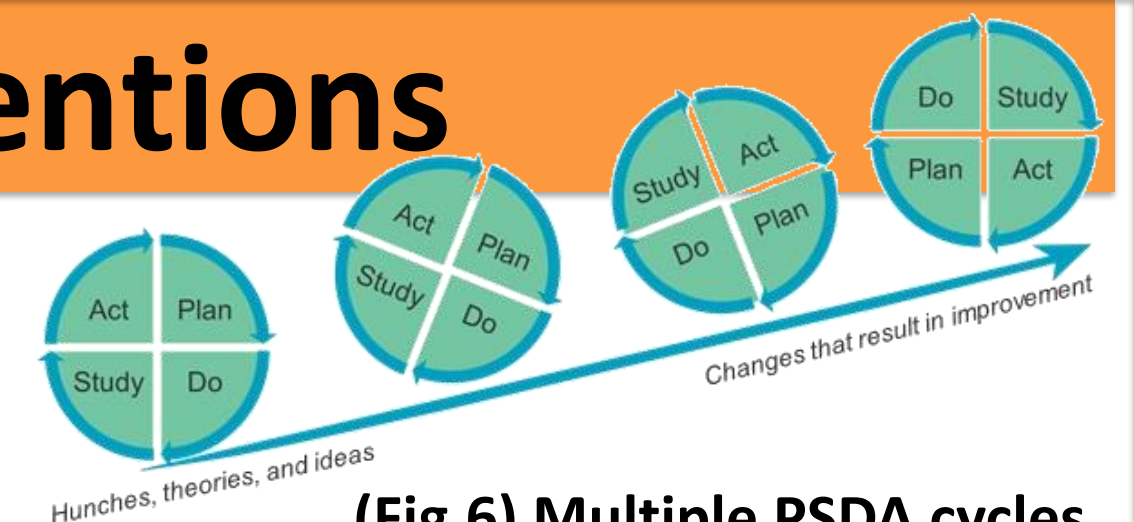 entions
Act Plan
Study Do
Act Plan
Study Do
Study Act
Do Plan
Do Study
Plan Act
Hunches, theories, and ideas
Changes that result in improvement
(Fig 6) Multiple PSDA cycles